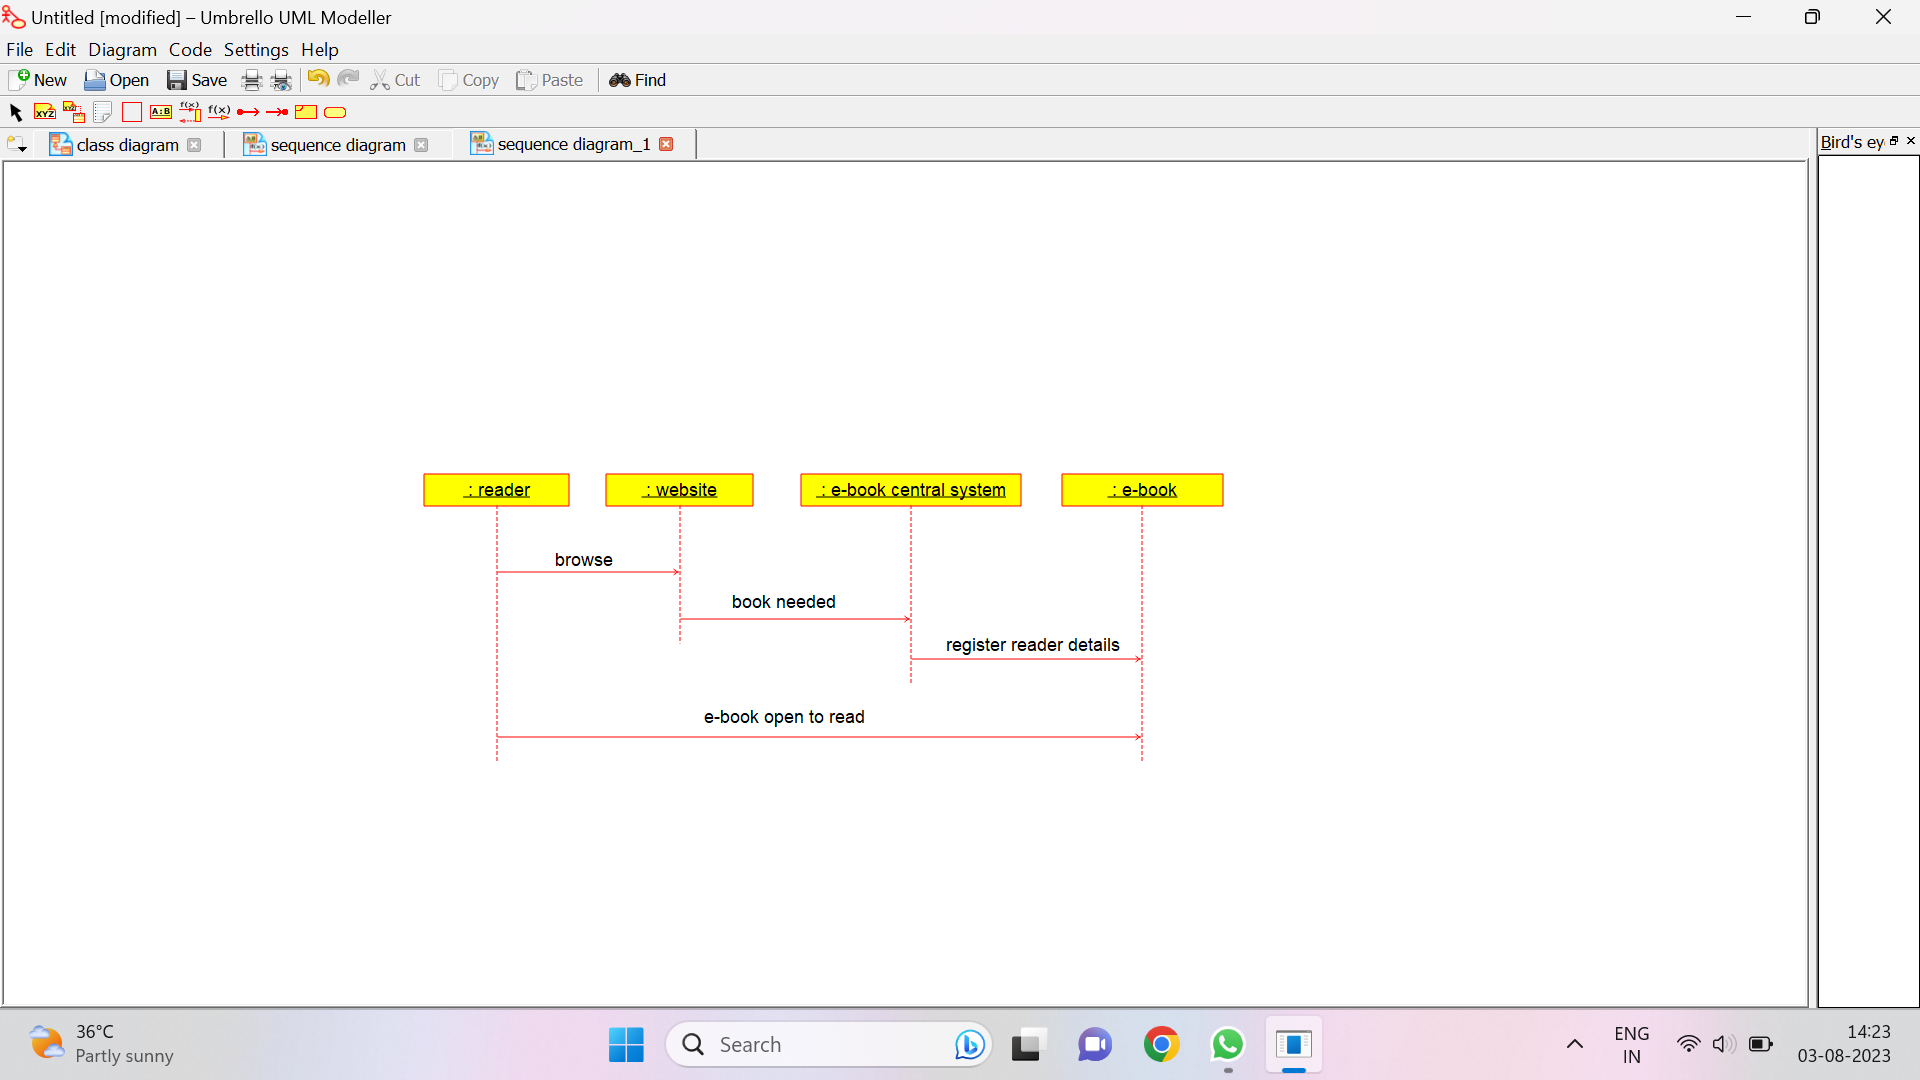 Untitled [modified] – Umbrello UML Modeller
File Edit Diagram Code Settings Help
New Open Save Cut Copy Paste Find
XYZ XYZ A:B f(x) f(x)
class diagram sequence diagram sequence diagram_1
Bird's ey
: reader : website : e-book central system : e-book
browse
book needed
register reader details
e-book open to read
36°C
Partly sunny
Search
ENG
IN
14:23
03-08-2023